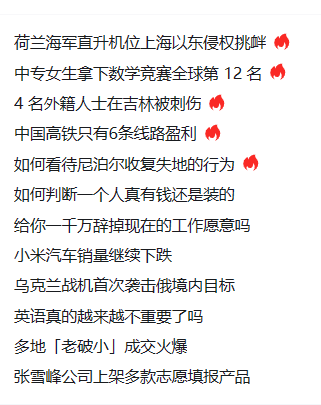 荷兰海军直升机位上海以东侵权挑衅
中专女生拿下数学竞赛全球第 12 名
4 名外籍人士在吉林被刺伤
中国高铁只有6条线路盈利
如何看待尼泊尔收复失地的行为
如何判断一个人真有钱还是装的
给你一千万辞掉现在的工作愿意吗
小米汽车销量继续下跌
乌克兰战机首次袭击俄境内目标
英语真的越来越不重要了吗
多地「老破小」成交火爆
张雪峰公司上架多款志愿填报产品